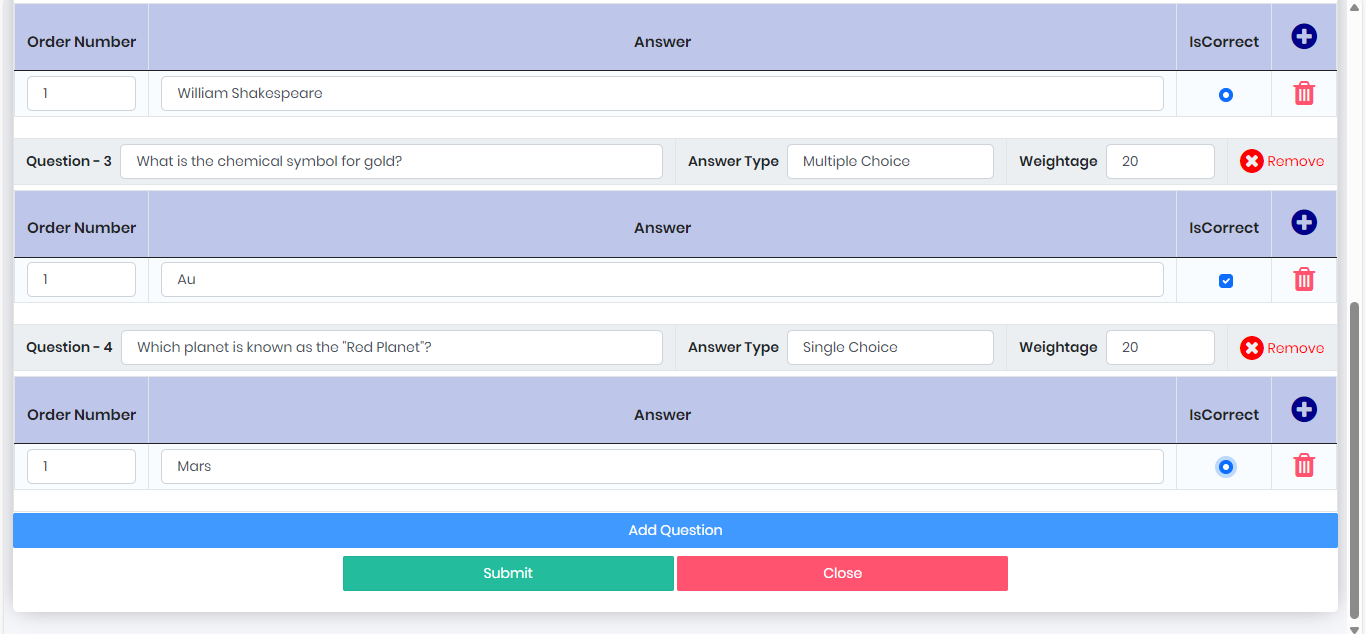 Order Number Answer IsCorrect
1 William Shakespeare
Question - 3 What is the chemical symbol for gold? Answer Type Multiple Choice Weightage 20 Remove
Order Number Answer IsCorrect
1 Au
Question - 4 Which planet is known as the "Red Planet"? Answer Type Single Choice Weightage 20 Remove
Order Number Answer IsCorrect
1 Mars
Add Question
Submit Close